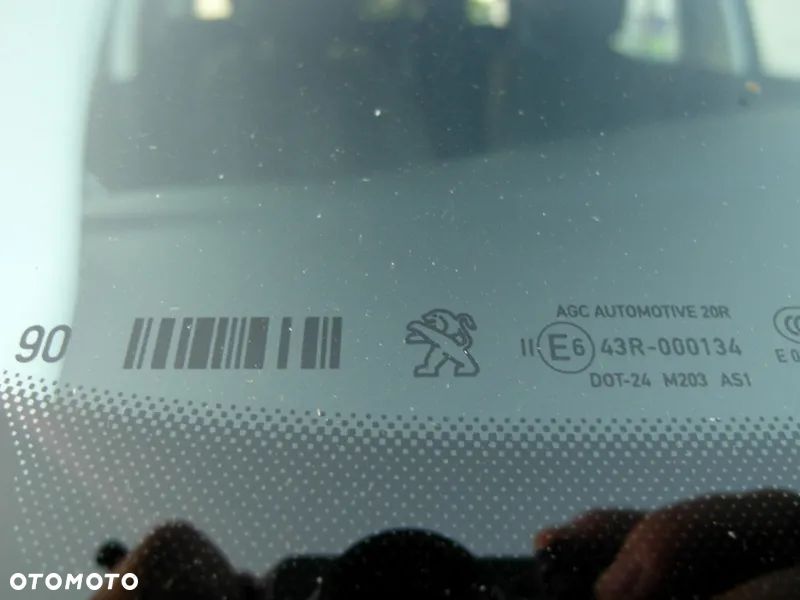 90
AGC AUTOMOTIVE 20R
II E6 43R-000134
DOT-24 M203 AS1
OTOMOTO